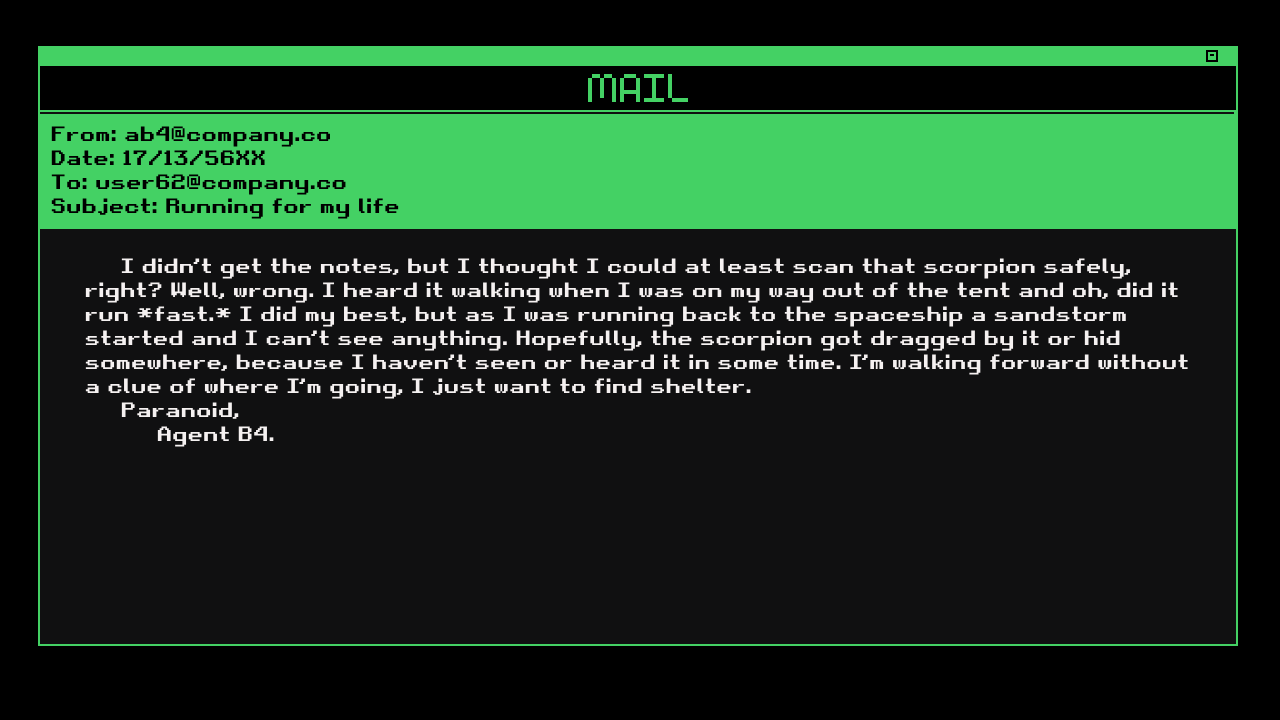 MAIL
From: ab4@company.co
Date: 17/13/56XX
To: user62@company.co
Subject: Running for my life
I didn't get the notes, but I thought I could at least scan that scorpion safely,
right? Well, wrong. I heard it walking when I was on my way out of the tent and oh, did it
run *fast.* I did my best, but as I was running back to the spaceship a sandstorm
started and I can't see anything. Hopefully, the scorpion got dragged by it or hid
somewhere, because I haven't seen or heard it in some time. I'm walking forward without
a clue of where I'm going, I just want to find shelter.
Paranoid,
Agent B4.